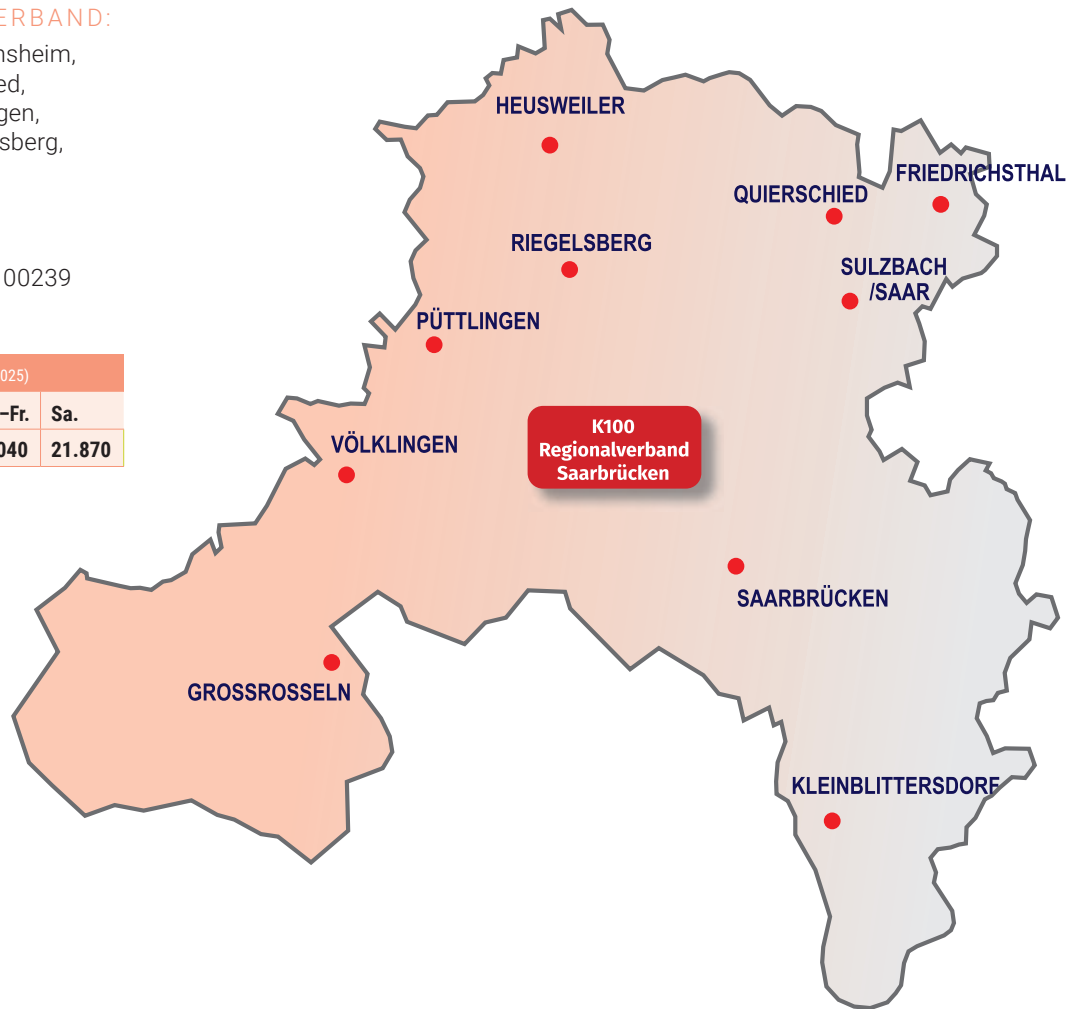 ERBAND:
nsheim,
ed,
gen,
sberg,
00239
025)
–Fr. Sa.
040 21.870
HEUSWEILER
FRIEDRICHSTHAL
QUIERSCHIED
RIEGELSBERG
SULZBACH
/SAAR
PÜTTLINGEN
K100
Regionalverband
Saarbrücken
VÖLKLINGEN
SAARBRÜCKEN
GROSSROSSELN
KLEINBLITTERSDORF